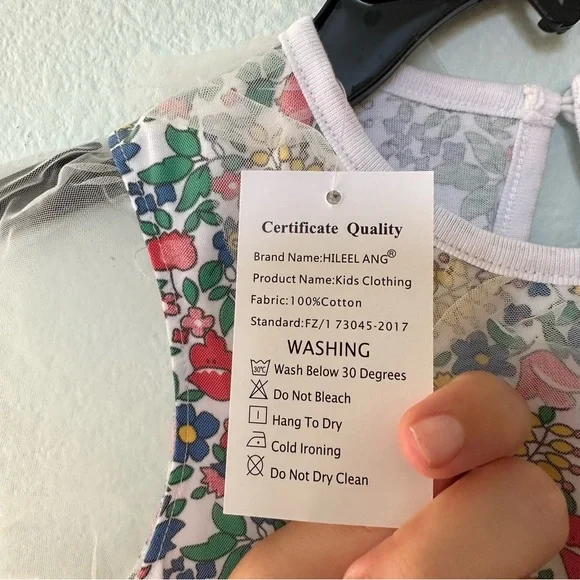 Certificate Quality
Brand Name:HILEEL ANG®
Product Name:Kids Clothing
Fabric:100%Cotton
Standard:FZ/1 73045-2017
WASHING
30°C Wash Below 30 Degrees
Do Not Bleach
Hang To Dry
Cold Ironing
Do Not Dry Clean